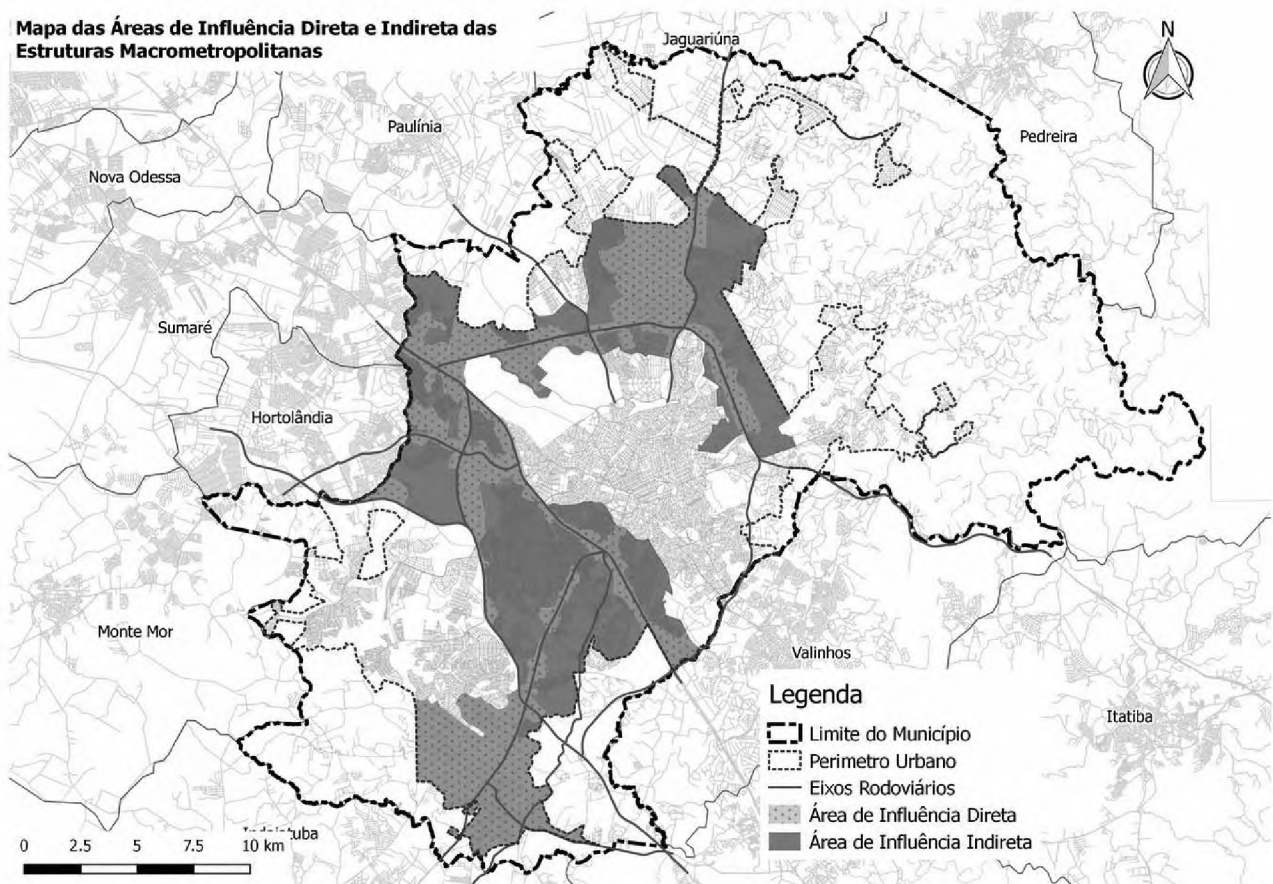 Mapa das Áreas de Influência Direta e Indireta das
Estruturas Macrometropolitanas
Jaguariúna
N
Paulínia
Pedreira
Nova Odessa
Sumaré
Hortolândia
Monte Mor
Valinhos
Itatiba
Legenda
Limite do Município
Perimetro Urbano
Eixos Rodoviários
Área de Influência Direta
Área de Influência Indireta
Indaiatuba
0 2.5 5 7.5 10 km